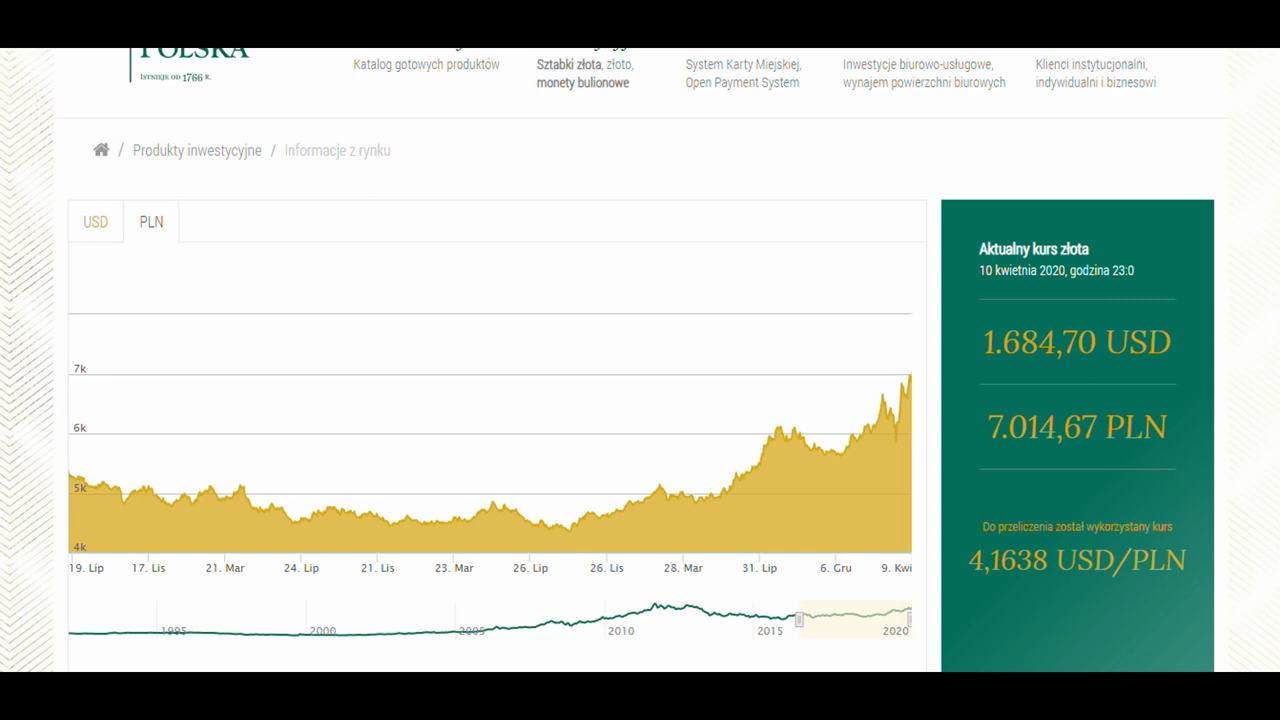 POLSKA
ISTNIEJE OD 1766 R.
Katalog gotowych produktów
Sztabki złota, złoto,
monety bulionowe
System Karty Miejskiej,
Open Payment System
Inwestycje biurowo-usługowe,
wynajem powierzchni biurowych
Klienci instytucjonalni,
indywidualni i biznesowi
/ Produkty inwestycyjne / Informacje z rynku
USD PLN
7k
6k
5k
4k
19. Lip 17. Lis 21. Mar 24. Lip 21. Lis 23. Mar 26. Lip 26. Lis 28. Mar 31. Lip 6. Gru 9. Kwi
1995 2000 2005 2010 2015 2020
Aktualny kurs złota
10 kwietnia 2020, godzina 23:0
1.684,70 USD
7.014,67 PLN
Do przeliczenia został wykorzystany kurs
4,1638 USD/PLN